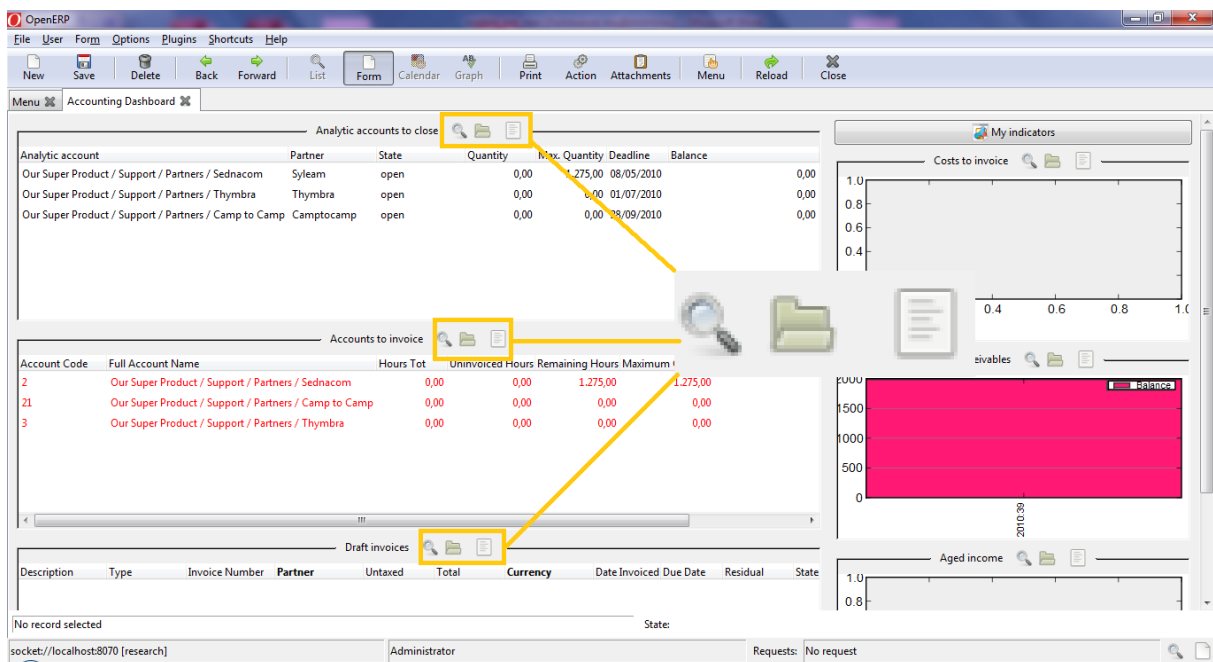 OpenERP
File User Form Options Plugins Shortcuts Help
New Save Delete Back Forward List Form Calendar Graph Print Action Attachments Menu Reload Close
Menu Accounting Dashboard
Analytic accounts to close
Analytic account Partner State Quantity Max. Quantity Deadline Balance
Our Super Product / Support / Partners / Sednacom Syleam open 0,00 1.275,00 08/05/2010 0,00
Our Super Product / Support / Partners / Thymbra Thymbra open 0,00 0,00 01/07/2010 0,00
Our Super Product / Support / Partners / Camp to Camp Camptocamp open 0,00 0,00 28/09/2010 0,00
Accounts to invoice
Account Code Full Account Name Hours Tot Uninvoiced Hours Remaining Hours Maximum
2 Our Super Product / Support / Partners / Sednacom 0,00 0,00 1.275,00 1.275,00
21 Our Super Product / Support / Partners / Camp to Camp 0,00 0,00 0,00 0,00
3 Our Super Product / Support / Partners / Thymbra 0,00 0,00 0,00 0,00
Draft invoices
Description Type Invoice Number Partner Untaxed Total Currency Date Invoiced Due Date Residual State
My indicators
Costs to invoice
1.0
0.8
0.6
0.4
0.4 0.6 0.8 1.0
eivables
2000 Balance
1500
1000
500
0
2010:39
Aged income
1.0
0.8
No record selected State:
socket://localhost:8070 [research] Administrator Requests: No request